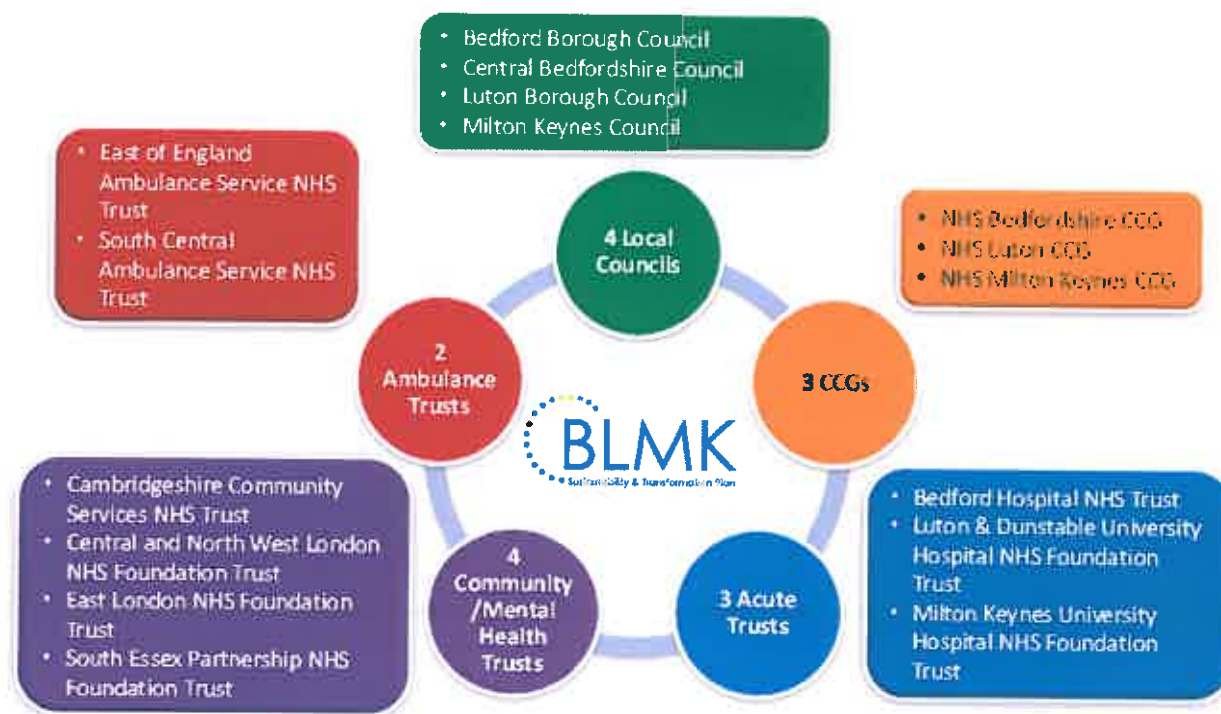 • Bedford Borough Council
• Central Bedfordshire Council
• Luton Borough Council
• Milton Keynes Council
• East of England
Ambulance Service NHS
Trust
• South Central
Ambulance Service NHS
Trust
4 Local
Councils
• NHS Bedfordshire CCG
• NHS Luton CCG
• NHS Milton Keynes CCG
2
Ambulance
Trusts
3 CCGs
BLMK
Sustainability & Transformation Plan
• Cambridgeshire Community
Services NHS Trust
• Central and North West London
NHS Foundation Trust
• East London NHS Foundation
Trust
• South Essex Partnership NHS
Foundation Trust
4
Community
/Mental
Health
Trusts
3 Acute
Trusts
• Bedford Hospital NHS Trust
• Luton & Dunstable University
Hospital NHS Foundation
Trust
• Milton Keynes University
Hospital NHS Foundation
Trust